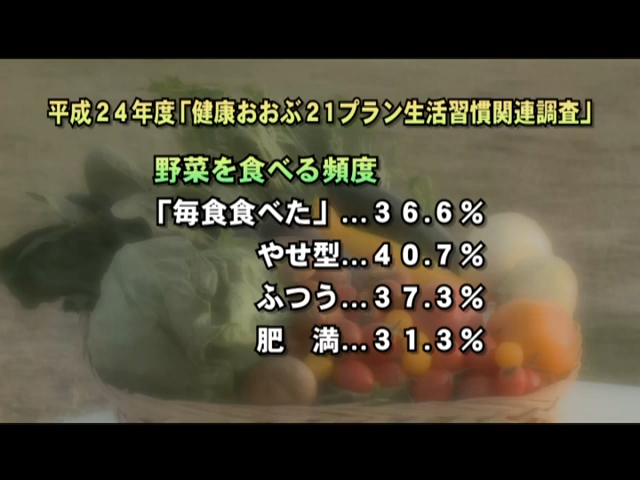 平成24年度「健康おおぶ21プラン生活習慣関連調査」
野菜を食べる頻度
「毎食食べた」…36.6%
やせ型…40.7%
ふつう…37.3%
肥　満…31.3%